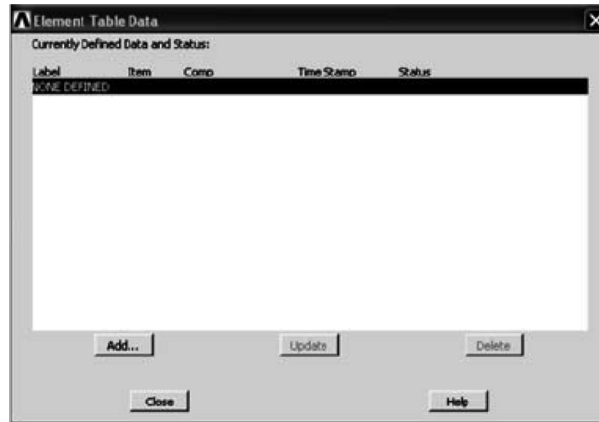 Element Table Data
Currently Defined Data and Status:
Label Item Comp Time Stamp Status
NONE DEFINED
Add... Update Delete
Close Help